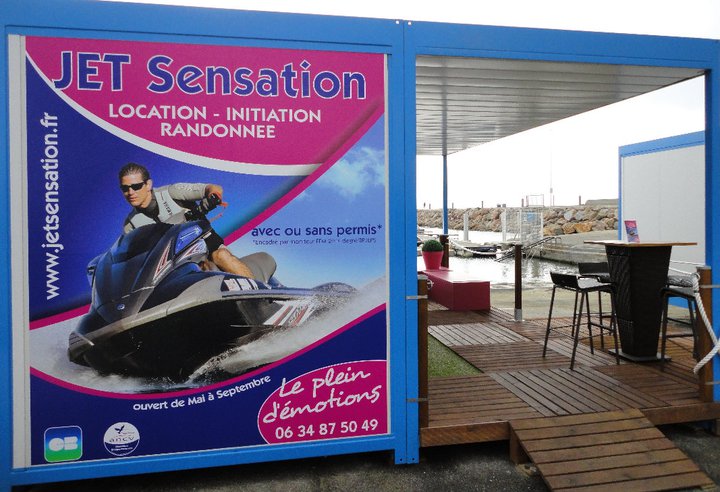 JET Sensation
LOCATION - INITIATION
RANDONNEE
www.jetsensation.fr
avec ou sans permis*
ouvert de Mai à Septembre
Le plein
d'émotions
06 34 87 50 49
CB
ancv